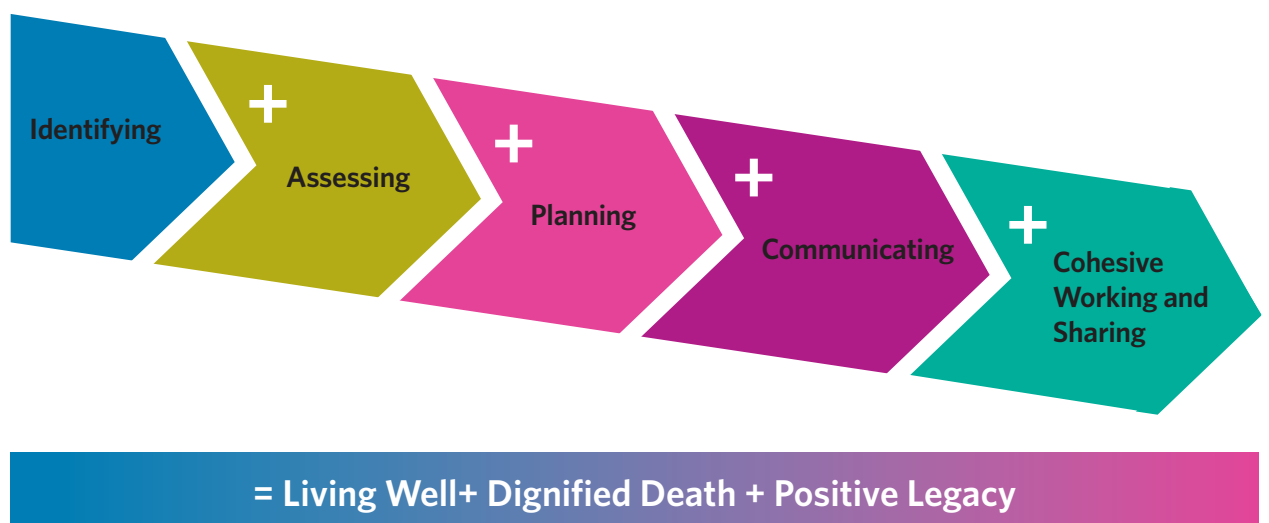 Identifying
+
Assessing
+
Planning
+
Communicating
+
Cohesive
Working and
Sharing
= Living Well+ Dignified Death + Positive Legacy